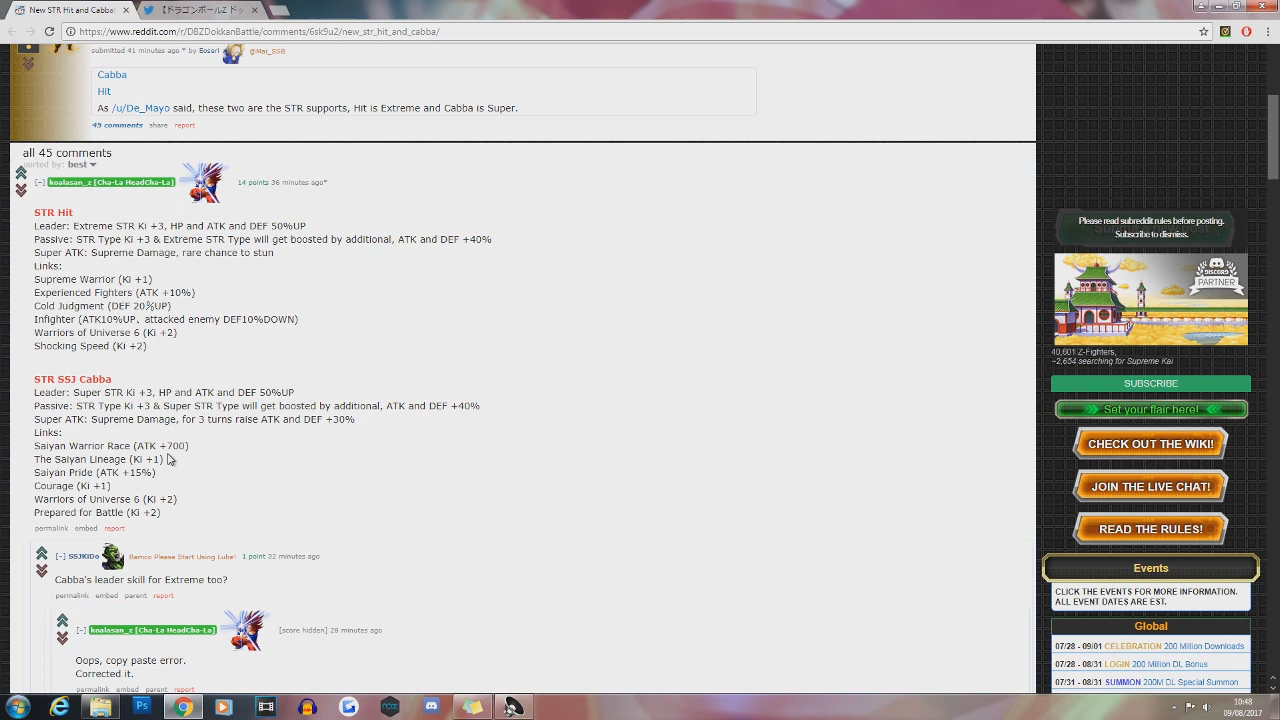 New STR Hit and Cabba
【ドラゴンボールZ ドッ
https://www.reddit.com/r/DBZDokkanBattle/comments/6sk9u2/new_str_hit_and_cabba/
submitted 41 minutes ago * by Eoseri @Mai_SSB
Cabba
Hit
As /u/De_Mayo said, these two are the STR supports, Hit is Extreme and Cabba is Super.
45 comments share report
all 45 comments
sorted by: best
[-] koalasan_z [Cha-La HeadCha-La] 14 points 36 minutes ago*
STR Hit
Leader: Extreme STR Ki +3, HP and ATK and DEF 50%UP
Passive: STR Type Ki +3 & Extreme STR Type will get boosted by additional, ATK and DEF +40%
Super ATK: Supreme Damage, rare chance to stun
Links:
Supreme Warrior (Ki +1)
Experienced Fighters (ATK +10%)
Cold Judgment (DEF 20%UP)
Infighter (ATK10%UP, attacked enemy DEF10%DOWN)
Warriors of Universe 6 (Ki +2)
Shocking Speed (Ki +2)
STR SSJ Cabba
Leader: Super STR Ki +3, HP and ATK and DEF 50%UP
Passive: STR Type Ki +3 & Super STR Type will get boosted by additional, ATK and DEF +40%
Super ATK: Supreme Damage, for 3 turns raise ATK and DEF +30%
Links:
Saiyan Warrior Race (ATK +700)
The Saiyan Lineage (Ki +1)
Saiyan Pride (ATK +15%)
Courage (Ki +1)
Warriors of Universe 6 (Ki +2)
Prepared for Battle (Ki +2)
permalink embed report
[-] SSJKiDo Bamco Please Start Using Lube! 1 point 32 minutes ago
Cabba's leader skill for Extreme too?
permalink embed parent report
[-] koalasan_z [Cha-La HeadCha-La] [score hidden] 28 minutes ago
Oops, copy paste error.
Corrected it.
permalink embed parent report
Please read subreddit rules before posting.
Subscribe to dismiss.
DISCORD
PARTNER
40,601 Z-Fighters,
~2,654 searching for Supreme Kai
SUBSCRIBE
Set your flair here!
CHECK OUT THE WIKI!
JOIN THE LIVE CHAT!
READ THE RULES!
Events
CLICK THE EVENTS FOR MORE INFORMATION.
ALL EVENT DATES ARE EST.
Global
07/28 - 09/01 CELEBRATION 200 Million Downloads
07/28 - 08/31 LOGIN 200 Million DL Bonus
07/31 - 08/31 SUMMON 200M DL Special Summon
10:48
09/08/2017